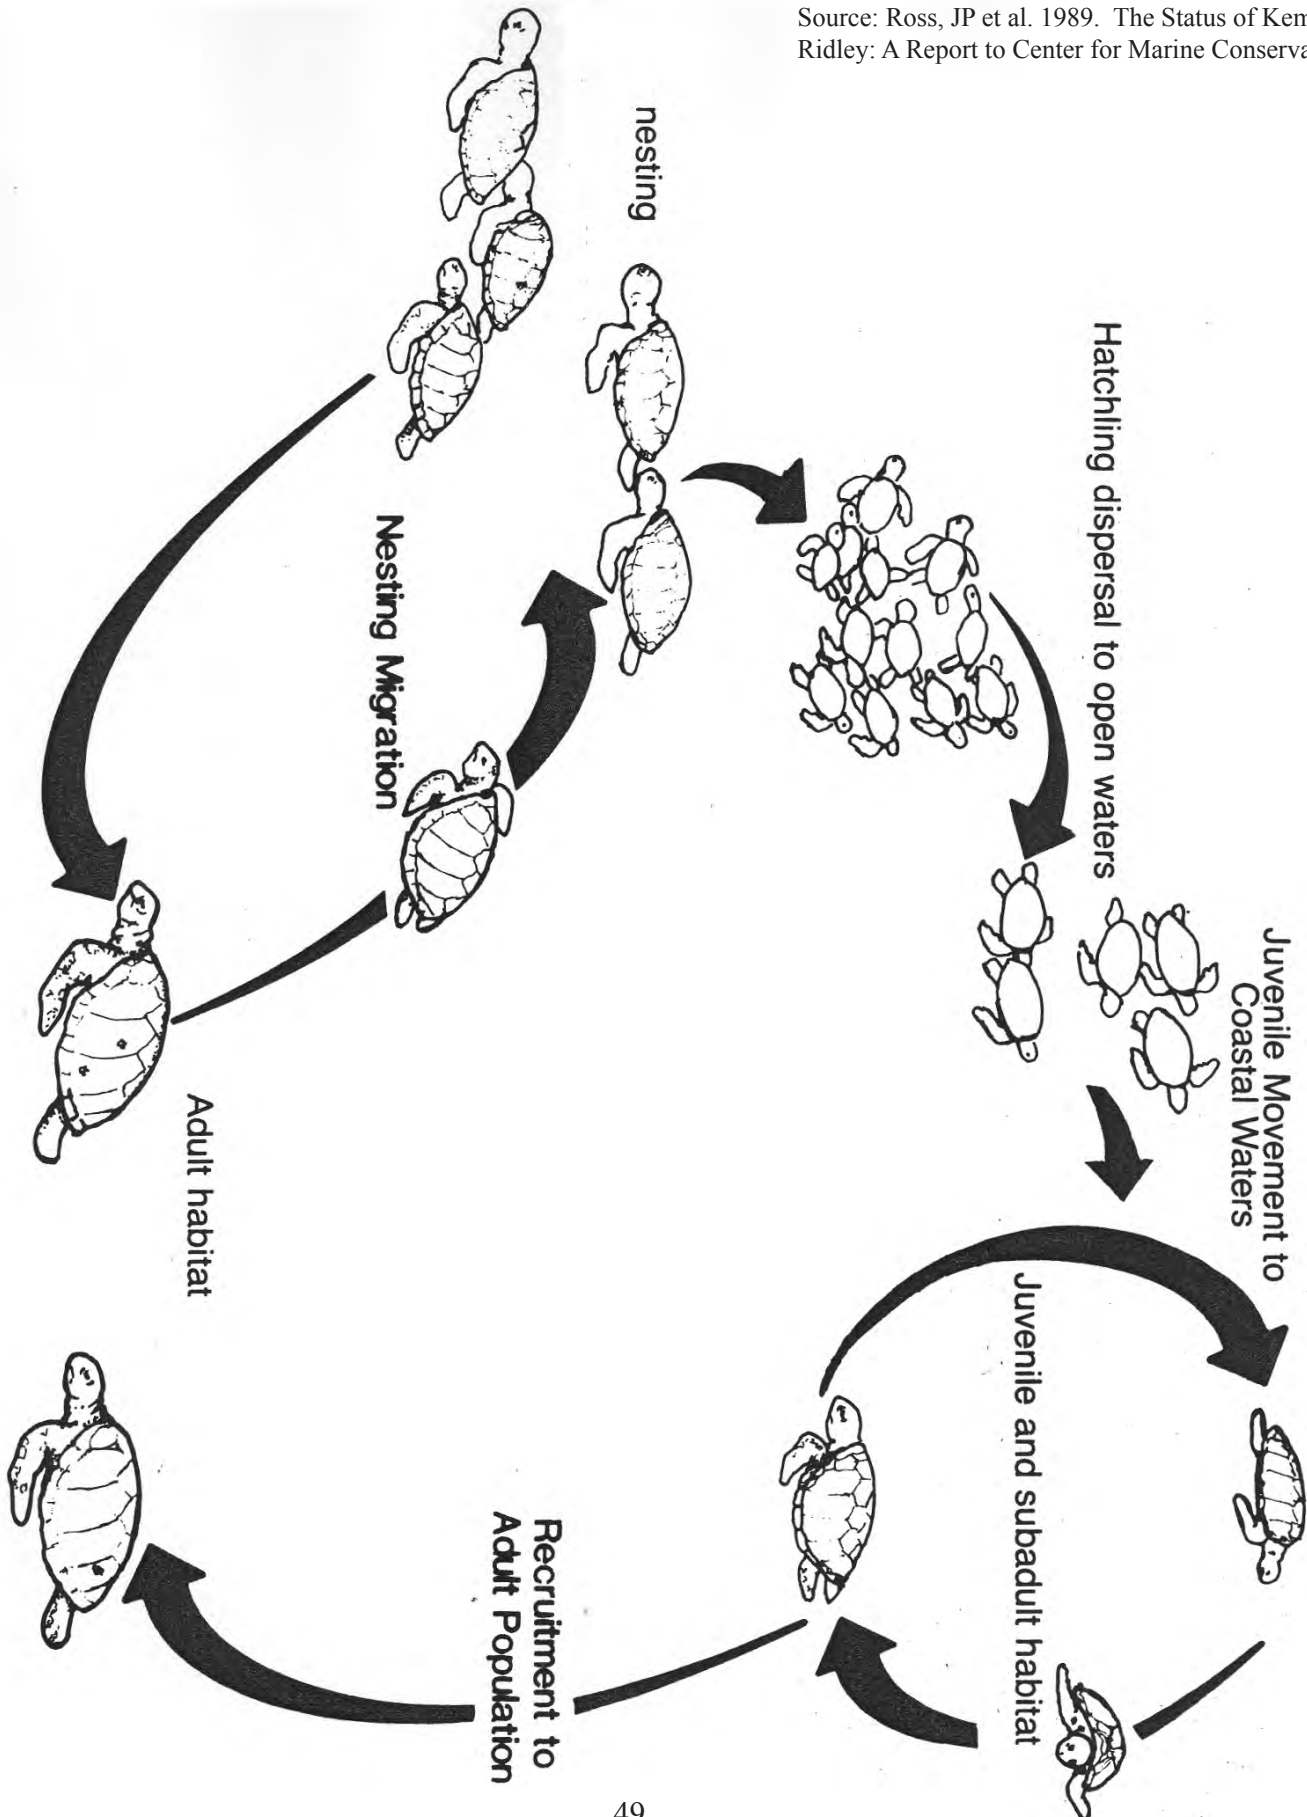 Source: Ross, JP et al. 1989.  The Status of Kem
Ridley: A Report to Center for Marine Conserva
nesting
Hatchling dispersal to open waters
Juvenile Movement to
Coastal Waters
Nesting Migration
Juvenile and subadult habitat
Adult habitat
Recruitment to
Adult Population
49